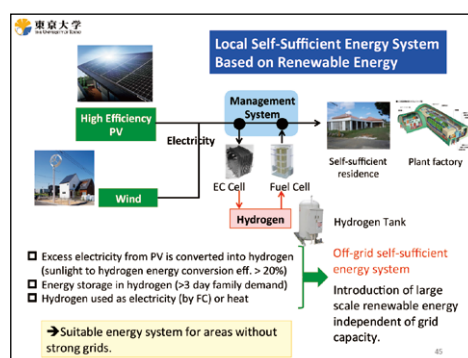 東京大学
Local Self-Sufficient Energy System
Based on Renewable Energy
High Efficiency
PV
Management
System
Electricity
Wind
EC Cell
Fuel Cell
Self-sufficient
residence
Plant factory
Hydrogen
Hydrogen Tank
Excess electricity from PV is converted into hydrogen
(sunlight to hydrogen energy conversion eff. > 20%)
Energy storage in hydrogen (>3 day family demand)
Hydrogen used as electricity (by FC) or heat
Off-grid self-sufficient
energy system
Introduction of large
scale renewable energy
independent of grid
capacity.
➔Suitable energy system for areas without
strong grids.
45